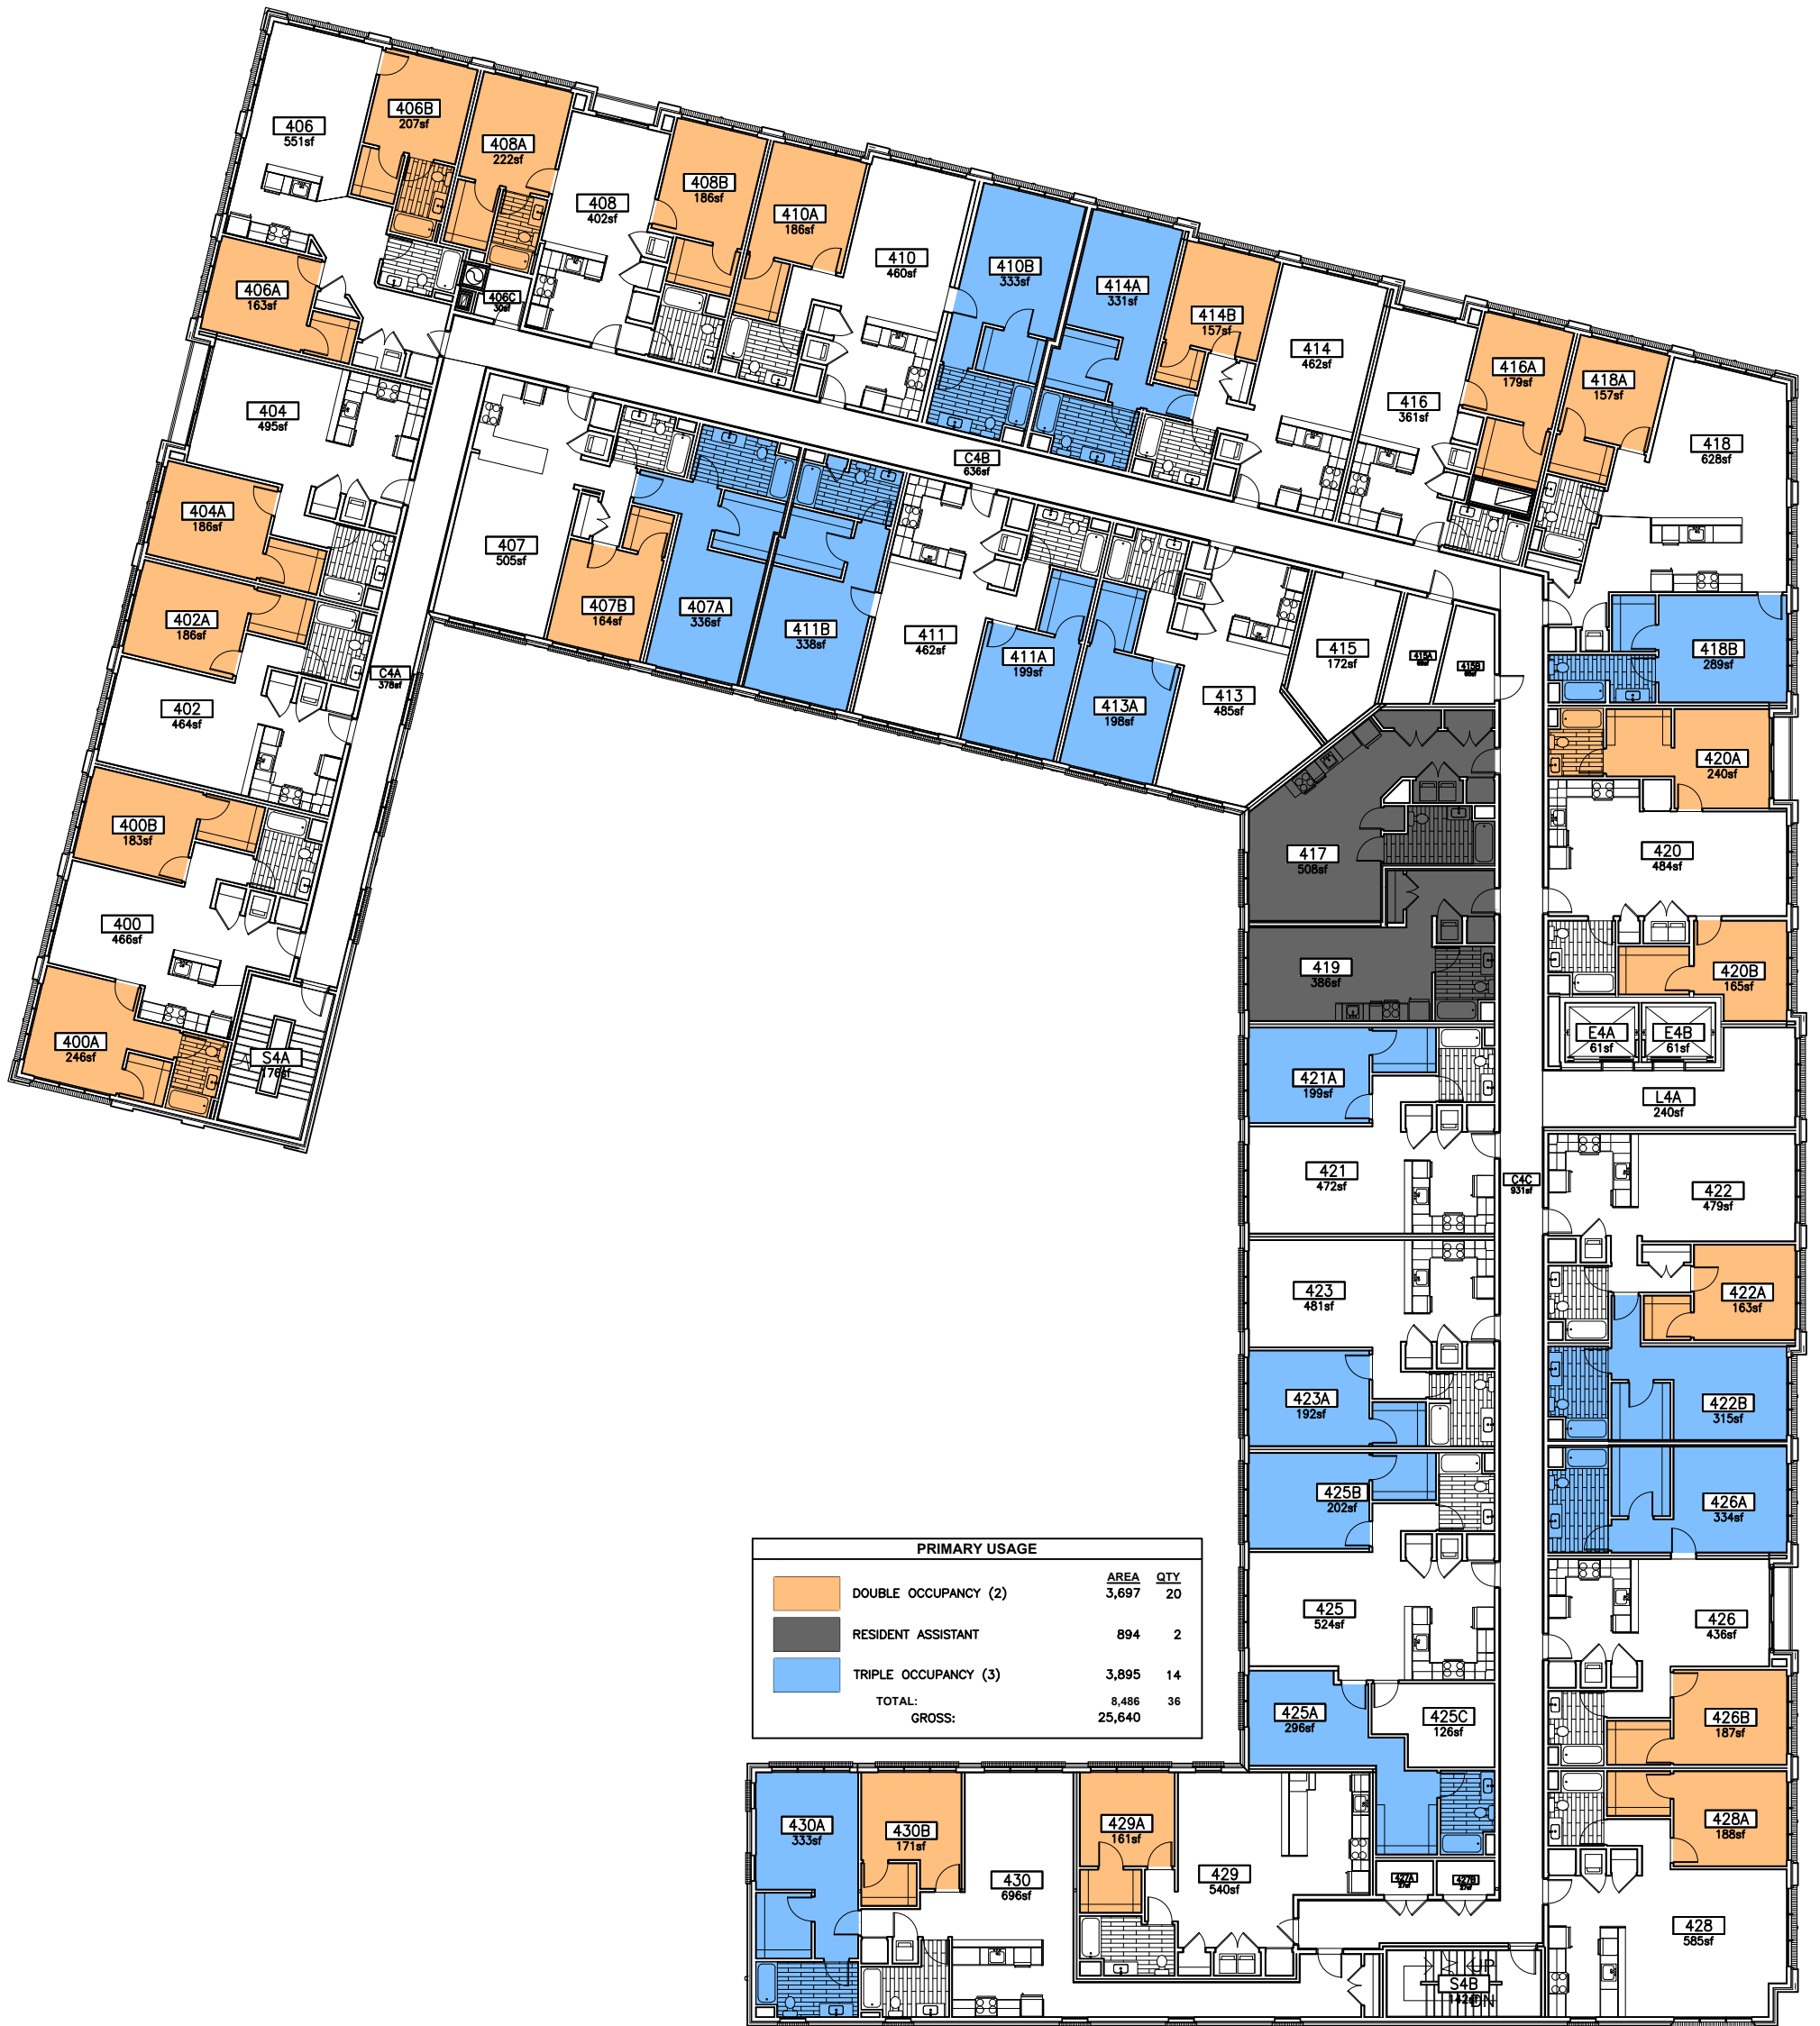 406
551sf
406B
207sf
408A
222sf
408
402sf
408B
186sf
410A
186sf
410
460sf
410B
333sf
414A
331sf
414B
157sf
414
462sf
416
361sf
416A
179sf
418A
157sf
418
628sf
406A
163sf
406C
30sf
404
495sf
404A
186sf
402A
186sf
402
464sf
C4A
378sf
400B
183sf
400
466sf
400A
246sf
S4A
176sf
407
505sf
407B
164sf
407A
336sf
411B
338sf
C4B
636sf
411
462sf
411A
199sf
413A
198sf
413
485sf
415
172sf
415A
415B
418B
289sf
420A
240sf
420
484sf
420B
165sf
417
508sf
419
386sf
E4A
61sf
E4B
61sf
L4A
240sf
421A
199sf
421
472sf
C4C
931sf
422
479sf
422A
163sf
422B
315sf
423
481sf
423A
192sf
425B
202sf
425
524sf
425A
296sf
425C
126sf
426A
334sf
426
436sf
426B
187sf
428A
188sf
428
585sf
PRIMARY USAGE
AREA QTY
DOUBLE OCCUPANCY (2) 3,697 20
RESIDENT ASSISTANT 894 2
TRIPLE OCCUPANCY (3) 3,895 14
TOTAL: 8,486 36
GROSS: 25,640
430A
333sf
430B
171sf
430
696sf
429A
161sf
429
540sf
427A
27sf
427B
27sf
UP
S4B
142sf
DN